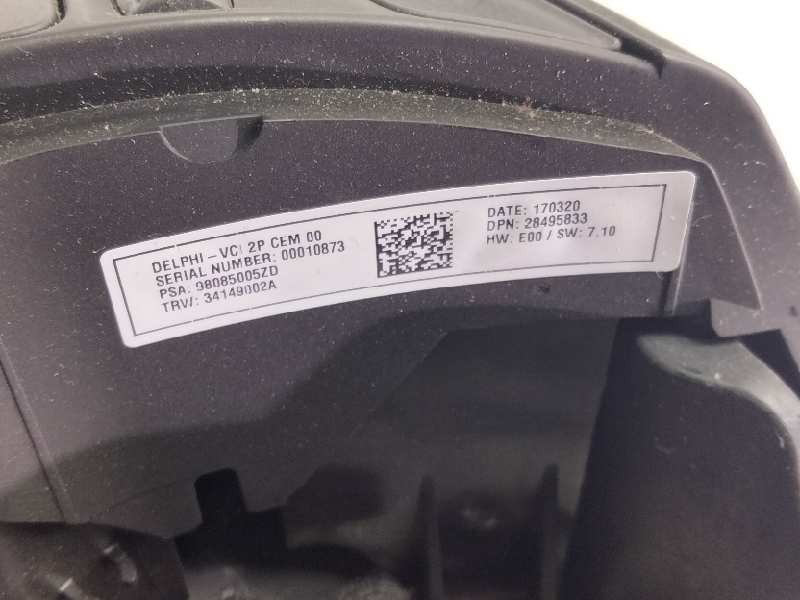 DELPHI - VCI 2P CEM 00
SERIAL NUMBER: 00010873
PSA: 98085005ZD
TRW: 34149002A
DATE: 170320
DPN: 28495833
HW: E00 / SW: 7.10